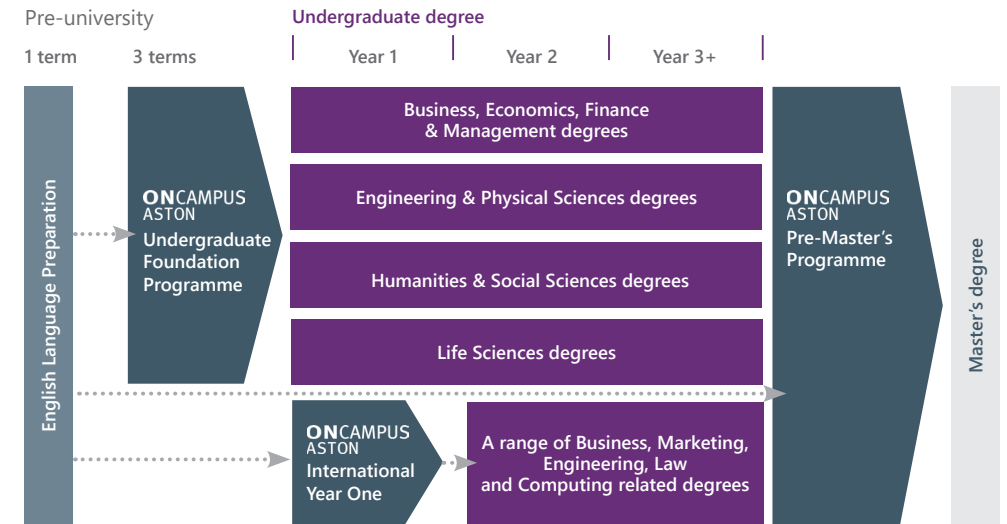 Pre-university
Undergraduate degree
1 term
3 terms
Year 1
Year 2
Year 3+
English Language Preparation
ONCAMPUS
ASTON
Undergraduate
Foundation
Programme
Business, Economics, Finance
& Management degrees
Engineering & Physical Sciences degrees
Humanities & Social Sciences degrees
Life Sciences degrees
ONCAMPUS
ASTON
International
Year One
A range of Business, Marketing,
Engineering, Law
and Computing related degrees
ONCAMPUS
ASTON
Pre-Master’s
Programme
Master’s degree